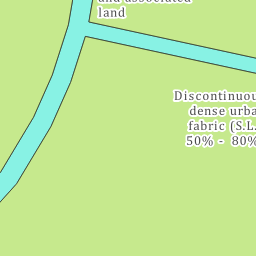 and associated
land
Discontinuou
dense urba
fabric (S.L.
50% - 80%